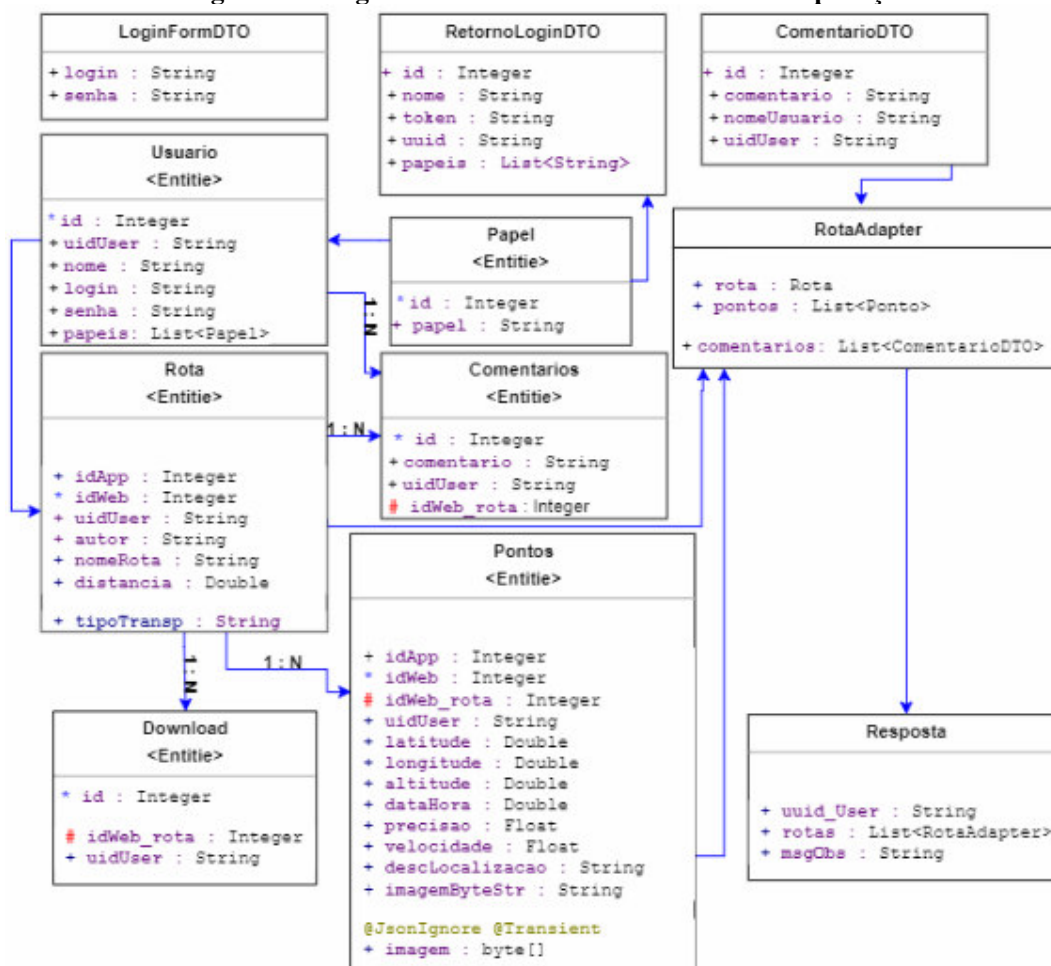 LoginFormDTO
+ login : String
+ senha : String
RetornoLoginDTO
+ id : Integer
+ nome : String
+ token : String
+ uuid : String
+ papeis : List<String>
ComentarioDTO
+ id : Integer
+ comentario : String
+ nomeUsuario : String
+ uidUser : String
Usuario
<Entitie>
* id : Integer
+ uidUser : String
+ nome : String
+ login : String
+ senha : String
+ papeis: List<Papel>
Papel
<Entitie>
* id : Integer
+ papel : String
RotaAdapter
+ rota : Rota
+ pontos : List<Ponto>
+ comentarios: List<ComentarioDTO>
1:N
Rota
<Entitie>
+ idApp : Integer
* idWeb : Integer
+ uidUser : String
+ autor : String
+ nomeRota : String
+ distancia : Double
+ tipoTransp : String
1:N
Comentarios
<Entitie>
* id : Integer
+ comentario : String
+ uidUser : String
# idWeb_rota : Integer
Pontos
<Entitie>
+ idApp : Integer
* idWeb : Integer
# idWeb_rota : Integer
+ uidUser : String
+ latitude : Double
+ longitude : Double
+ altitude : Double
+ dataHora : Double
+ precisao : Float
+ velocidade : Float
+ descLocalizacao : String
+ imagemByteStr : String
@JsonIgnore @Transient
+ imagem : byte[]
1:N
1:N
Download
<Entitie>
* id : Integer
# idWeb_rota : Integer
+ uidUser : String
Resposta
+ uuid_User : String
+ rotas : List<RotaAdapter>
+ msgObs : String